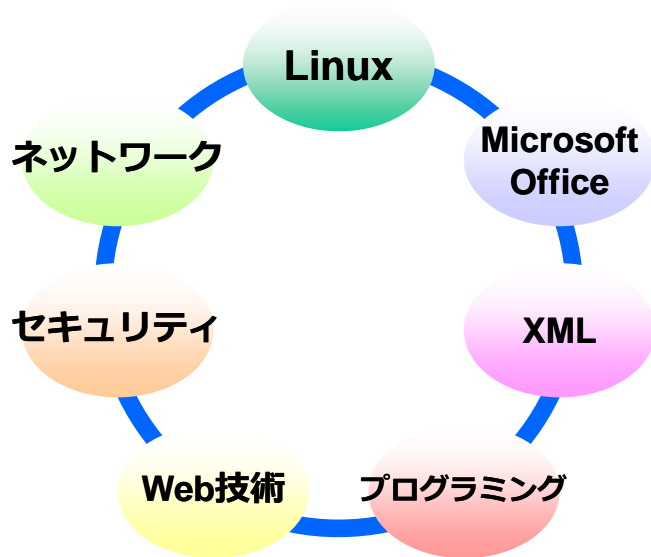 Linux
Microsoft
Office
XML
プログラミング
Web技術
セキュリティ
ネットワーク